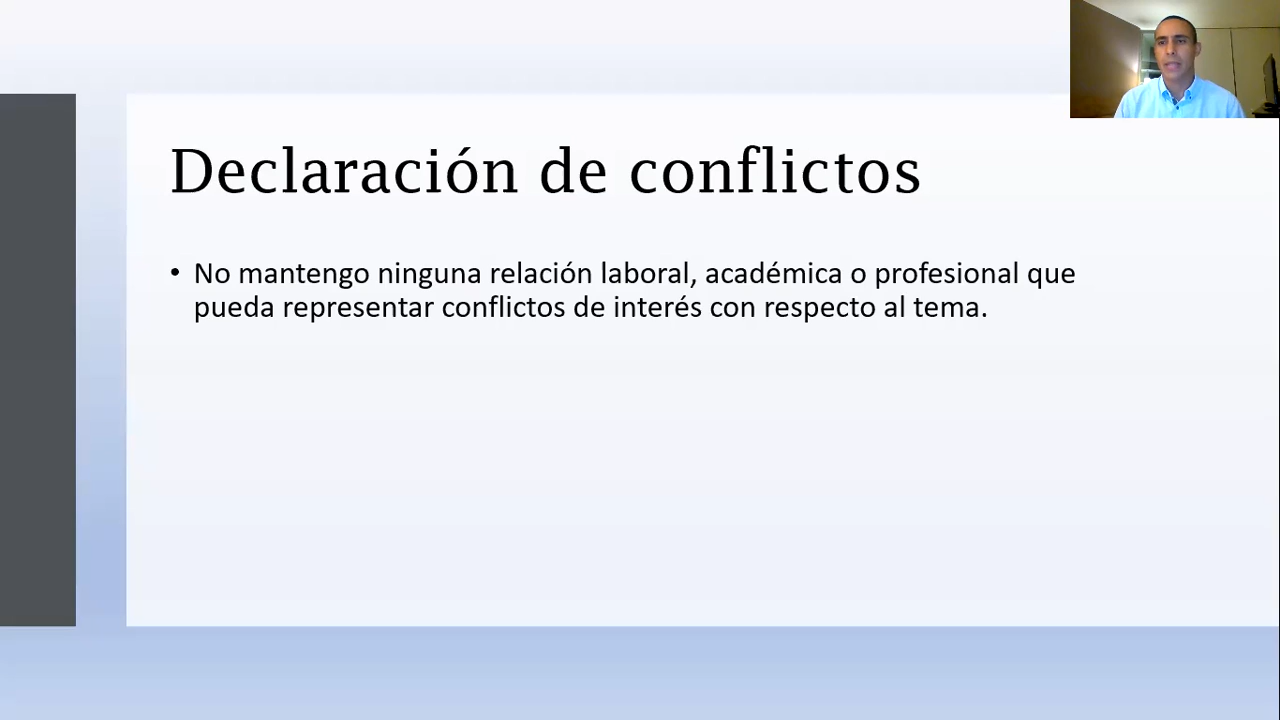 Declaración de conflictos
• No mantengo ninguna relación laboral, académica o profesional que
pueda representar conflictos de interés con respecto al tema.